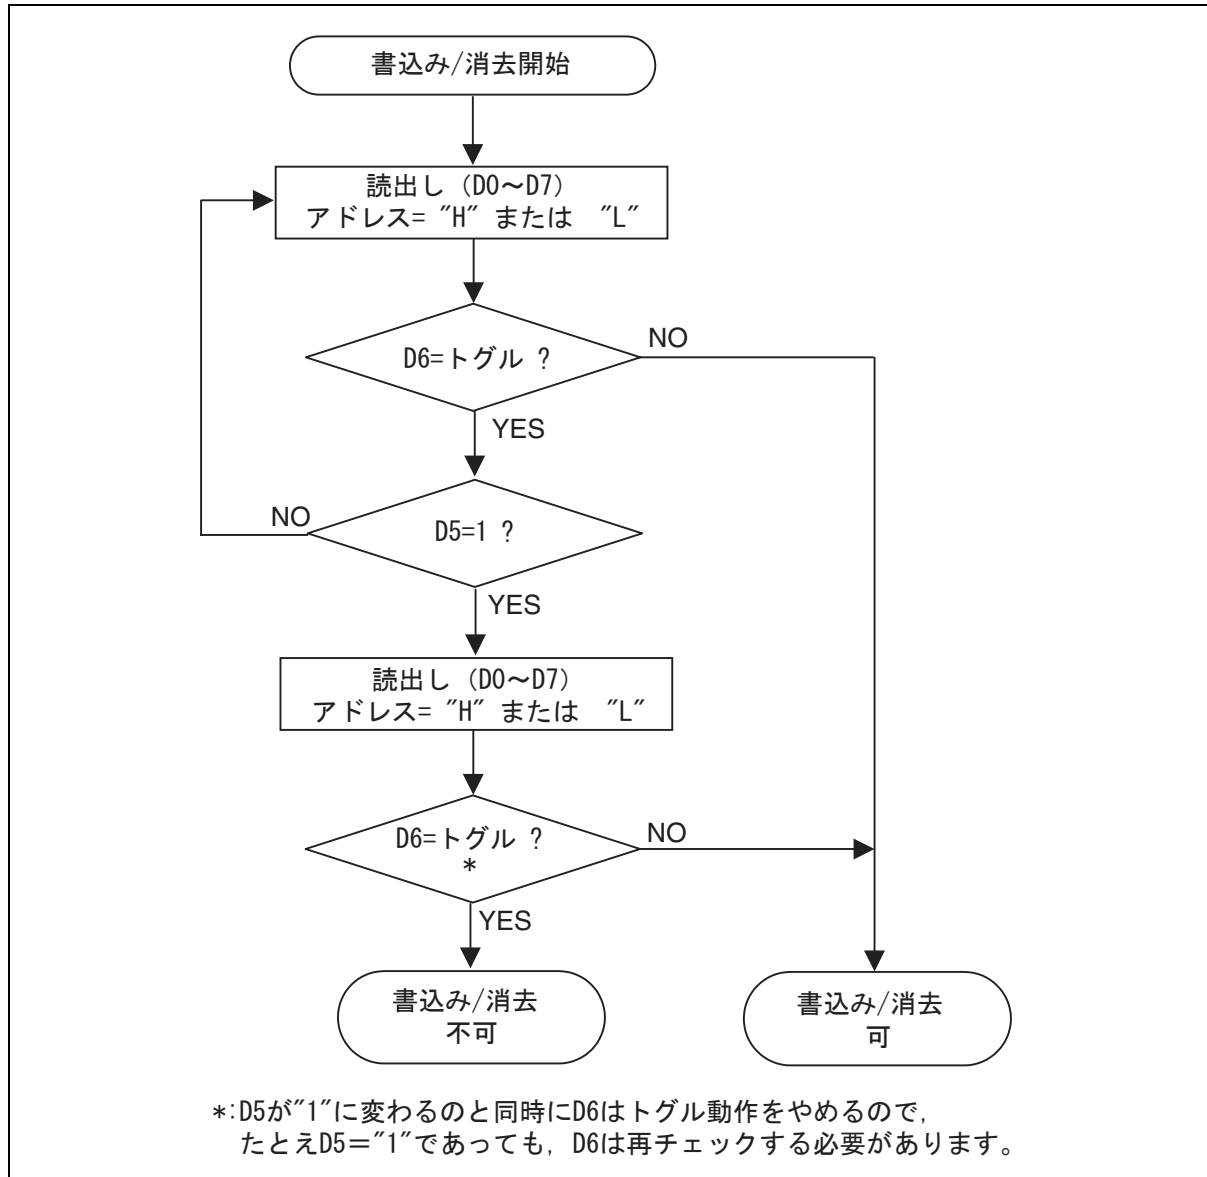 書込み/消去開始
読出し (D0～D7)
アドレス= "H" または "L"
D6=トグル ?
NO
YES
D5=1 ?
NO
YES
読出し (D0～D7)
アドレス= "H" または "L"
D6=トグル ?
*
NO
YES
書込み/消去
不可
書込み/消去
可
*:D5が"1"に変わるのと同時にD6はトグル動作をやめるので,
たとえD5＝"1"であっても, D6は再チェックする必要があります。